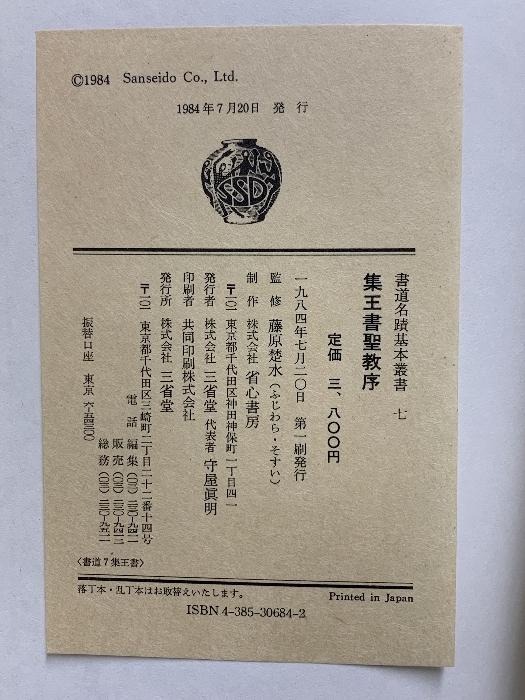 ©1984 Sanseido Co., Ltd.
1984年7月20日 発行
SSD
書道名蹟基本叢書 七
集王書聖教序
定価 三、八〇〇円
一九八四年七月二〇日 第一刷発行
監修 藤原楚水(ふじわら・そすい)
制作 株式会社 省心書房
〒一〇一 東京都千代田区神田神保町一丁目四一
発行者 株式会社 三省堂 代表者 守屋眞明
印刷者 共同印刷株式会社
発行所 株式会社 三省堂
〒一〇一 東京都千代田区三崎町二丁目二十二番十四号
電話 編集
販売
総務
振替口座 東京
〈書道7集王書〉
落丁本・乱丁本はお取替えいたします。
Printed in Japan
ISBN 4-385-30684-2